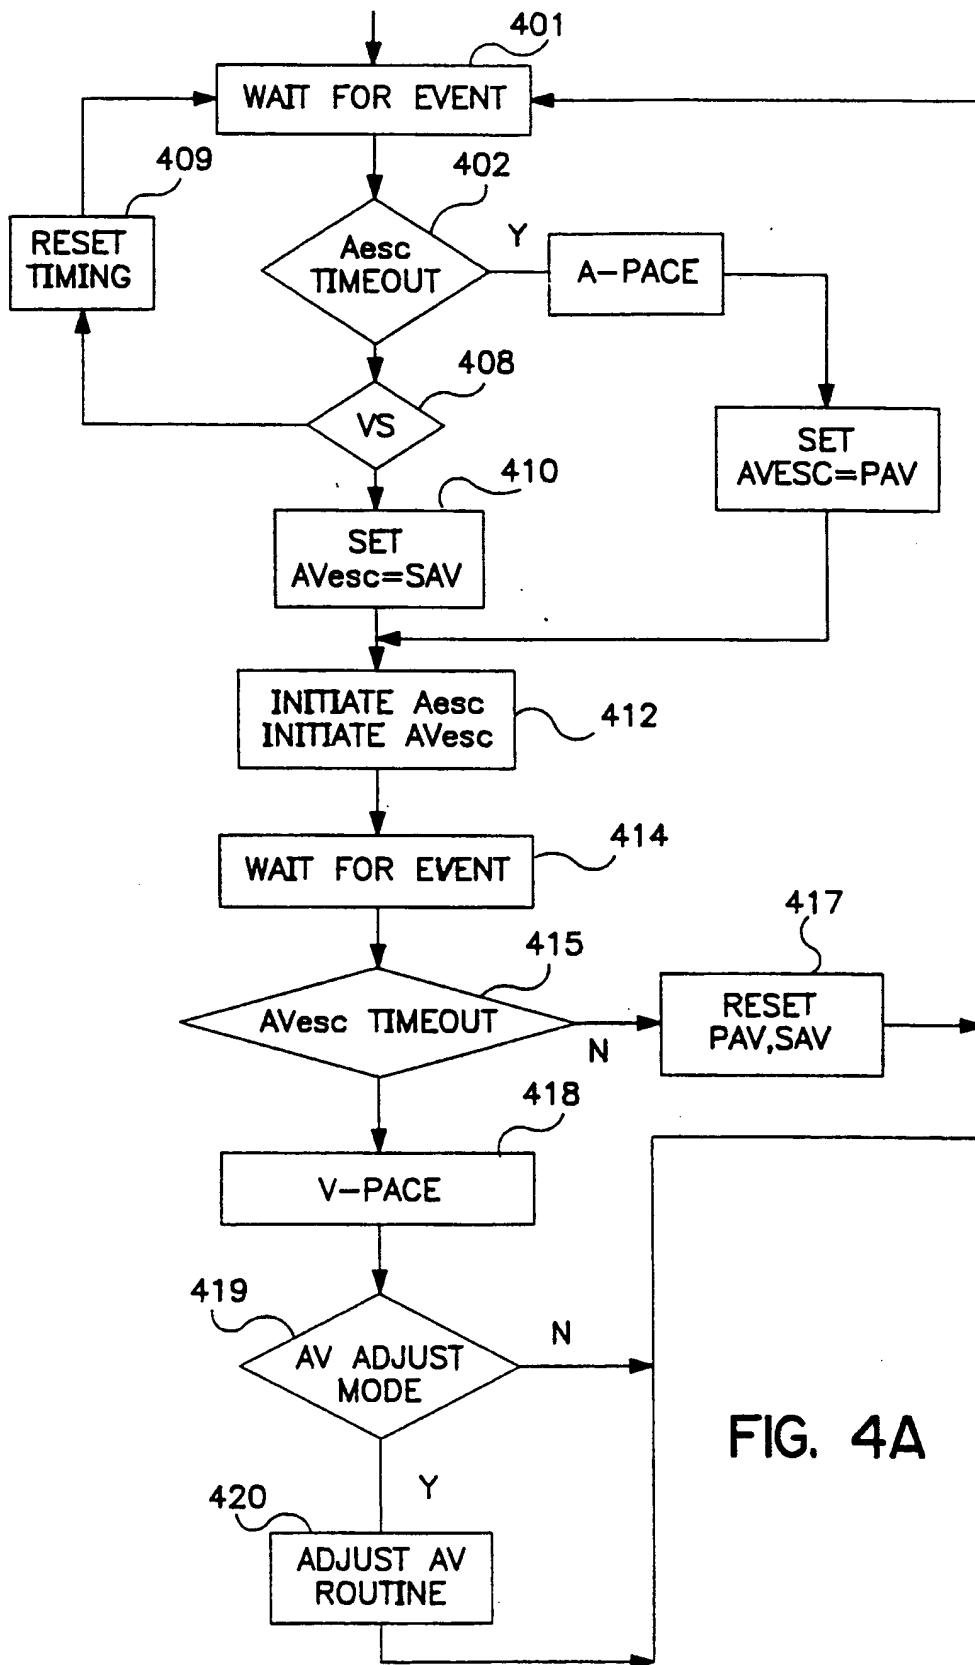 401
WAIT FOR EVENT
409
402
RESET
TIMING
Aesc
TIMEOUT
Y
A-PACE
408
VS
SET
AVESC=PAV
410
SET
AVesc=SAV
INITIATE Aesc
INITIATE AVesc
412
414
WAIT FOR EVENT
415
417
AVesc TIMEOUT
N
RESET
PAV,SAV
418
V-PACE
419
AV ADJUST
MODE
N
FIG. 4A
Y
420
ADJUST AV
ROUTINE